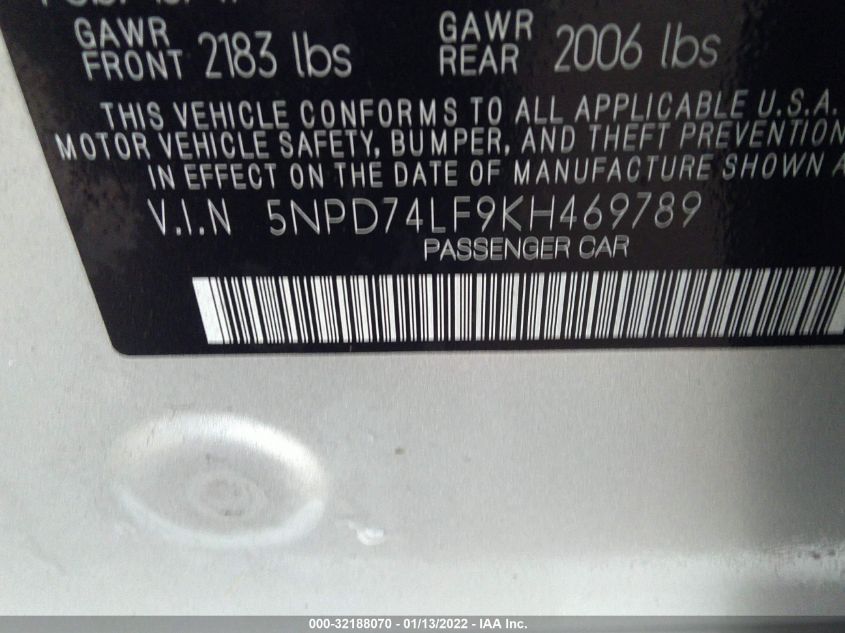 GAWR FRONT 2183 lbs GAWR REAR 2006 lbs
THIS VEHICLE CONFORMS TO ALL APPLICABLE U.S.A.
MOTOR VEHICLE SAFETY, BUMPER, AND THEFT PREVENTION
IN EFFECT ON THE DATE OF MANUFACTURE SHOWN
V.I.N 5NPD74LF9KH469789
PASSENGER CAR
000-32188070 - 01/13/2022 - IAA Inc.